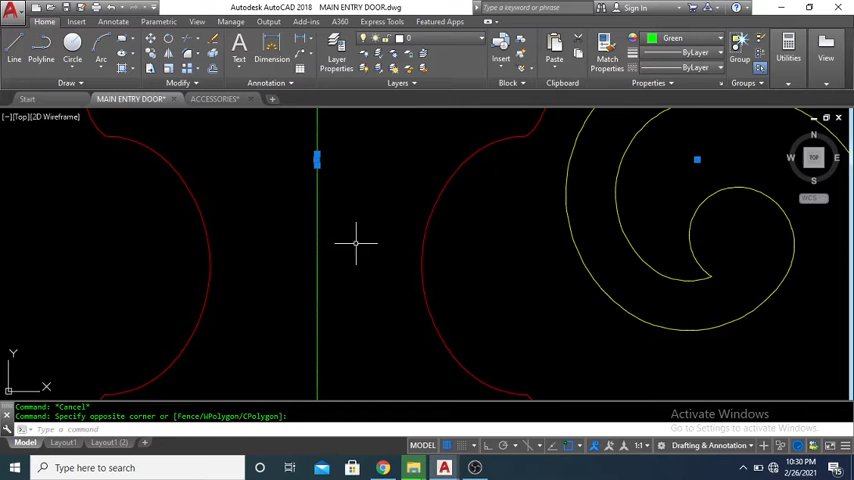 Autodesk AutoCAD 2018 MAIN ENTRY DOOR.dwg
Type a keyword or phrase
Sign In
Home Insert Annotate Parametric View Manage Output Add-ins A360 Express Tools Featured Apps
Line Polyline Circle Arc Text Dimension Layer Properties Insert Paste Match Properties Group Utilities View
0
Green
ByLayer
ByLayer
Draw Modify Annotation Layers Block Clipboard Properties Groups
Start MAIN ENTRY DOOR* ACCESSORIES*
[−][Top][2D Wireframe]
N
W TOP E
S
WCS
Y
X
Command: *Cancel*
Command: Specify opposite corner or [Fence/WPolygon/CPolygon]:
Type a command
Activate Windows
Go to Settings to activate Windows.
Model Layout1 Layout1 (2) +
MODEL 1:1 Drafting & Annotation
Type here to search
10:30 PM
2/26/2021
15